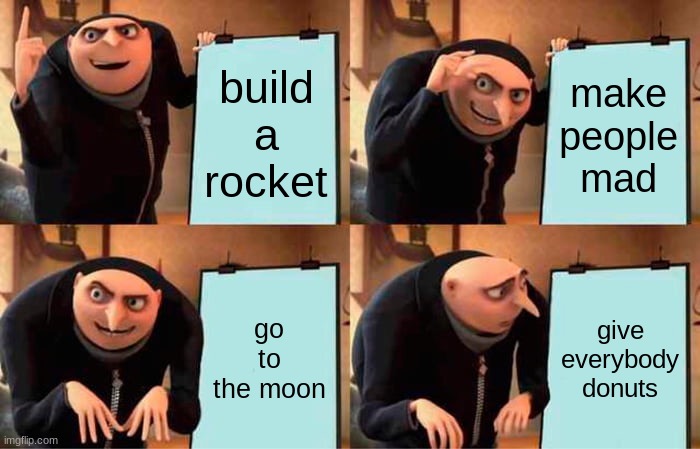 build
a
rocket
make
people
mad
go
to
the moon
give
everybody
donuts
imgflip.com